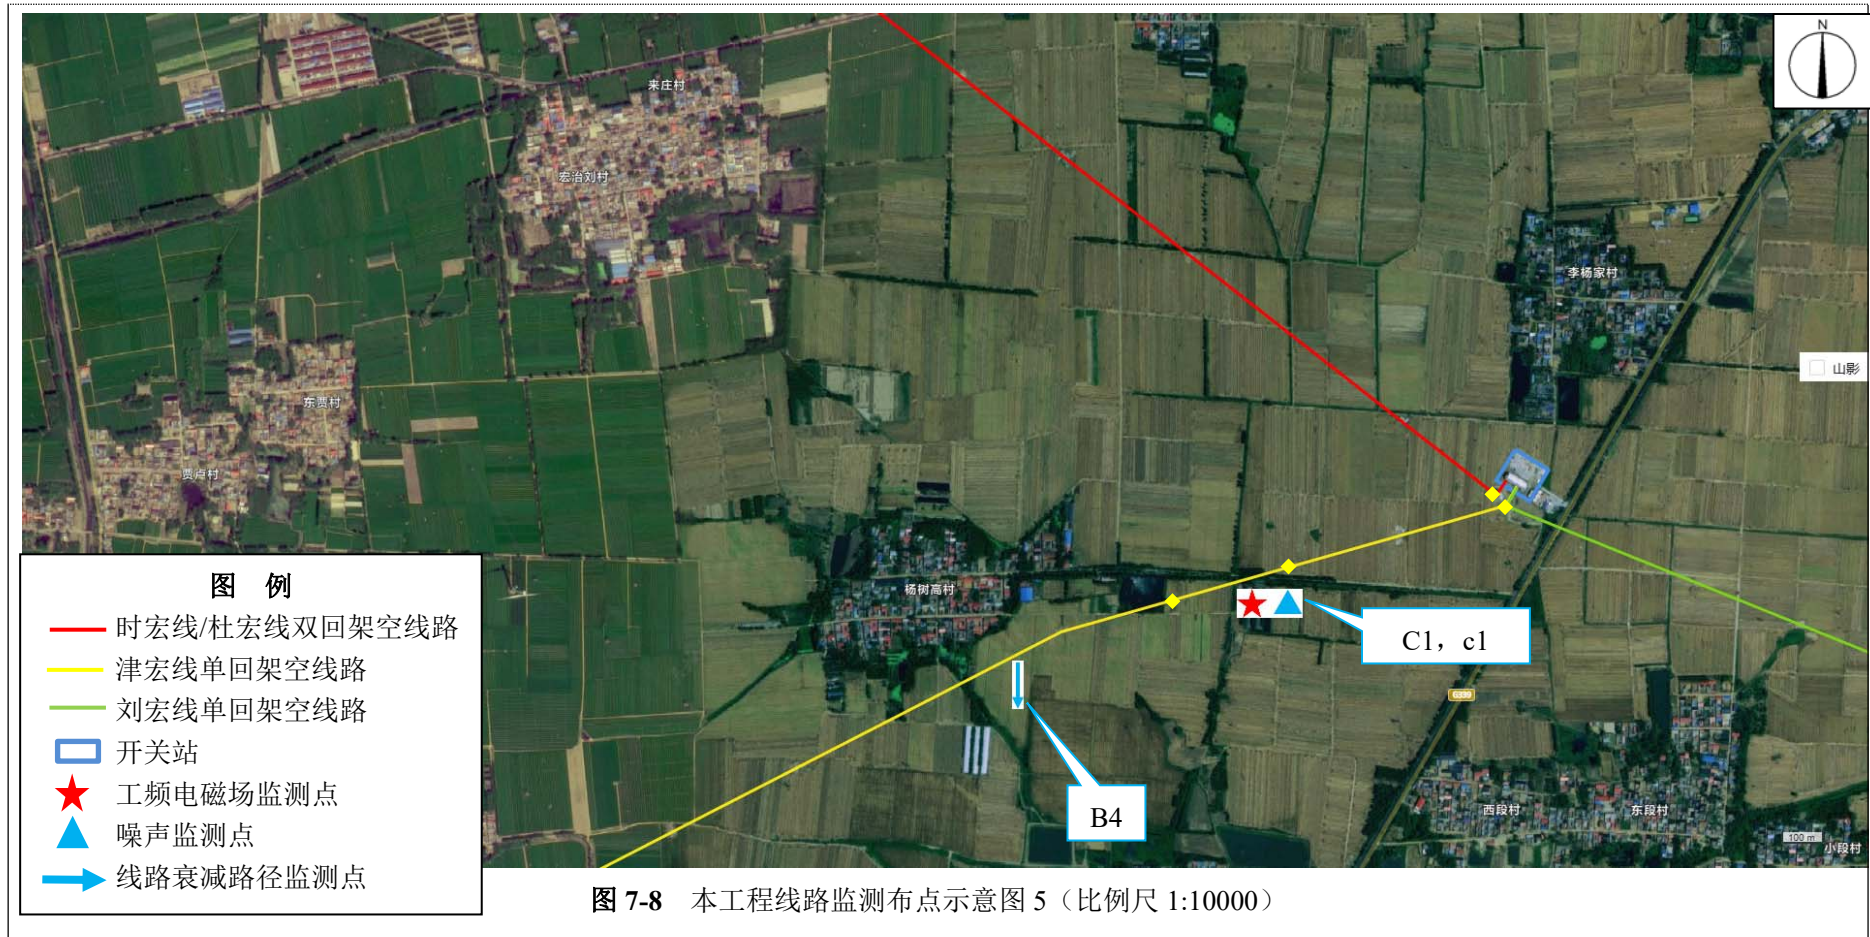 N
来庄村
宏治刘村
李杨家村
山影
东贾村
贾卢村
杨树高村
C1，c1
G339
B4
西段村
东段村
100 m
小段村
图 例
时宏线/杜宏线双回架空线路
津宏线单回架空线路
刘宏线单回架空线路
开关站
工频电磁场监测点
噪声监测点
线路衰减路径监测点
图 7-8 本工程线路监测布点示意图 5（比例尺 1:10000）